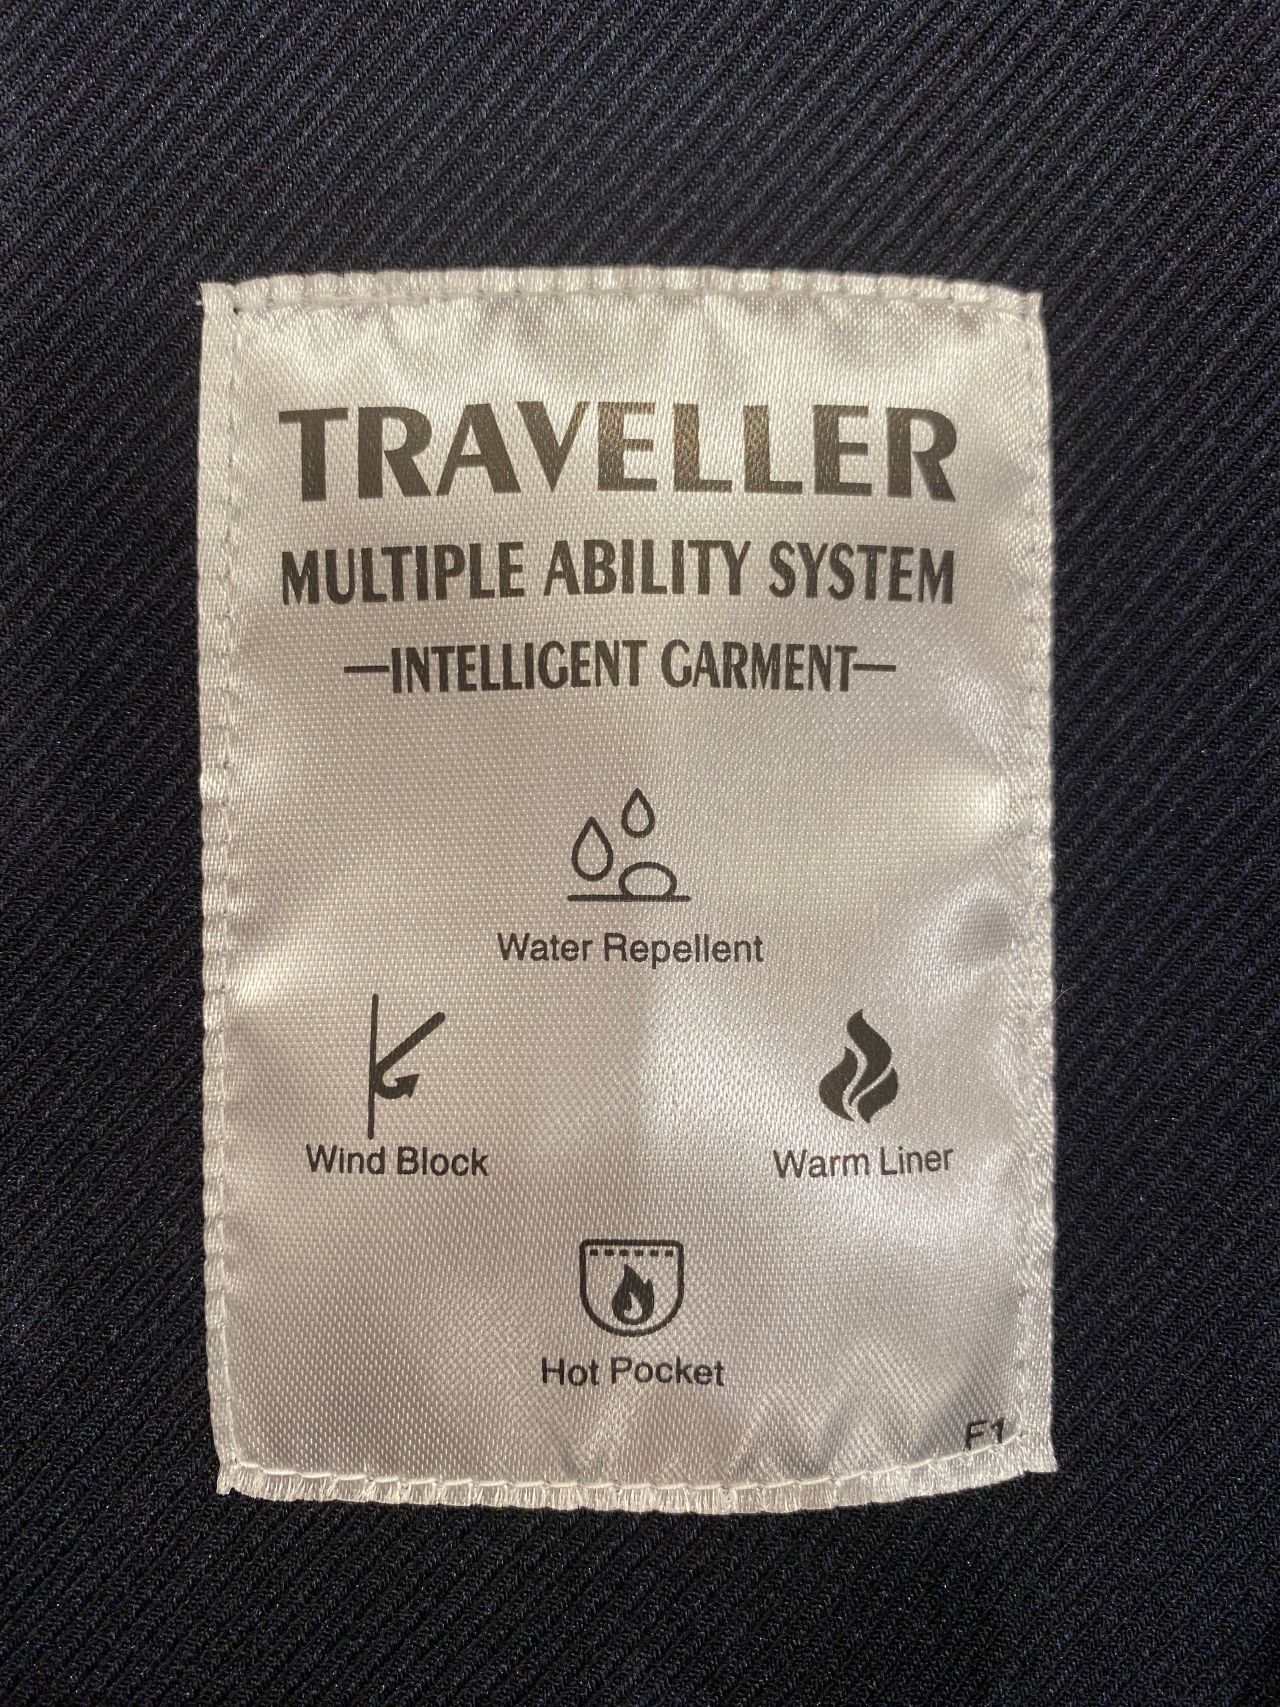 TRAVELLER
MULTIPLE ABILITY SYSTEM
—INTELLIGENT GARMENT—
Water Repellent
Wind Block
Warm Liner
Hot Pocket
F1